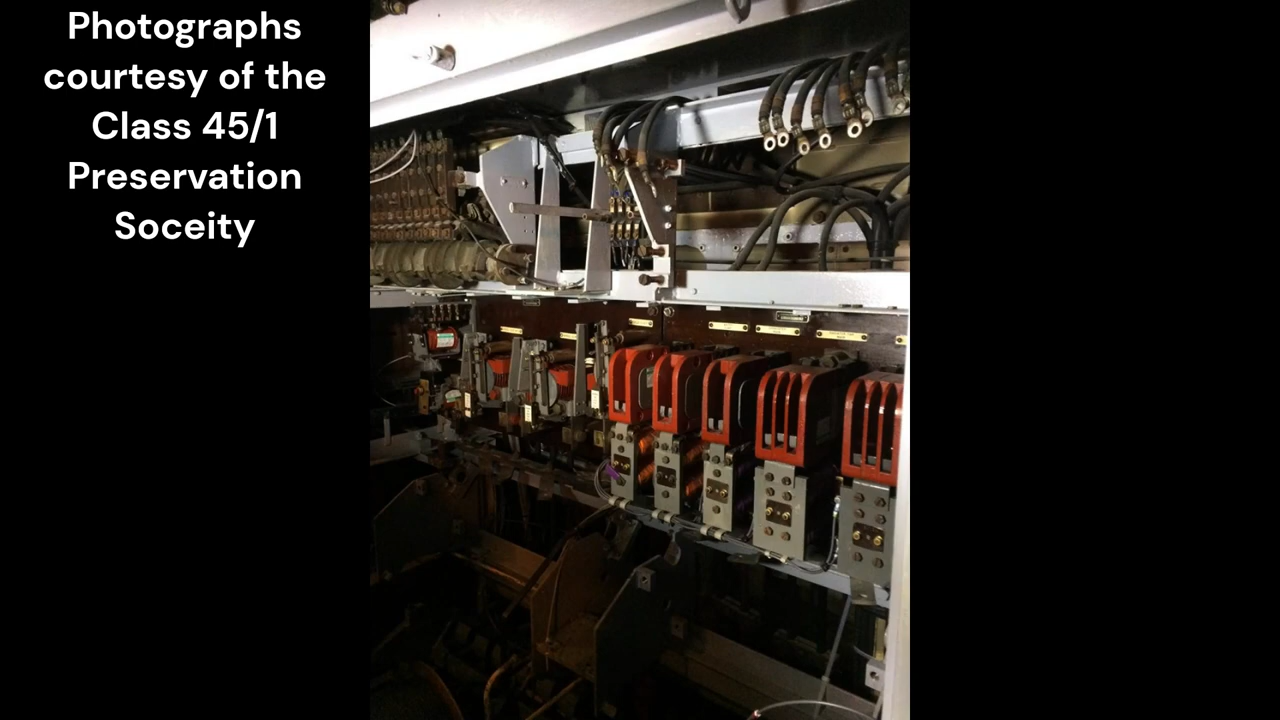 Photographs
courtesy of the
Class 45/1
Preservation
Soceity